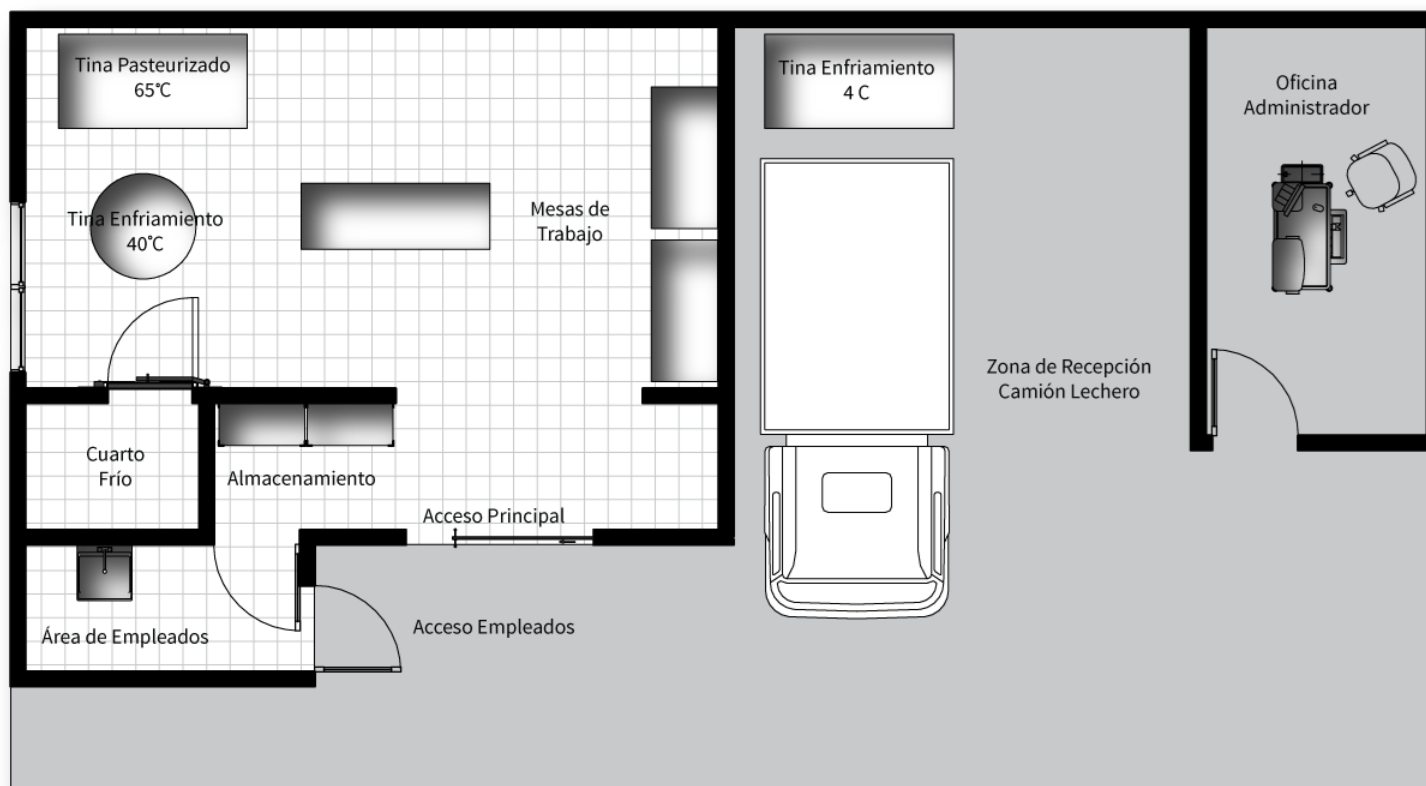 Tina Pasteurizado
65°C
Tina Enfriamiento
4 C
Oficina
Administrador
Tina Enfriamiento
40°C
Mesas de
Trabajo
Zona de Recepción
Camión Lechero
Cuarto
Frío
Almacenamiento
Acceso Principal
Área de Empleados
Acceso Empleados